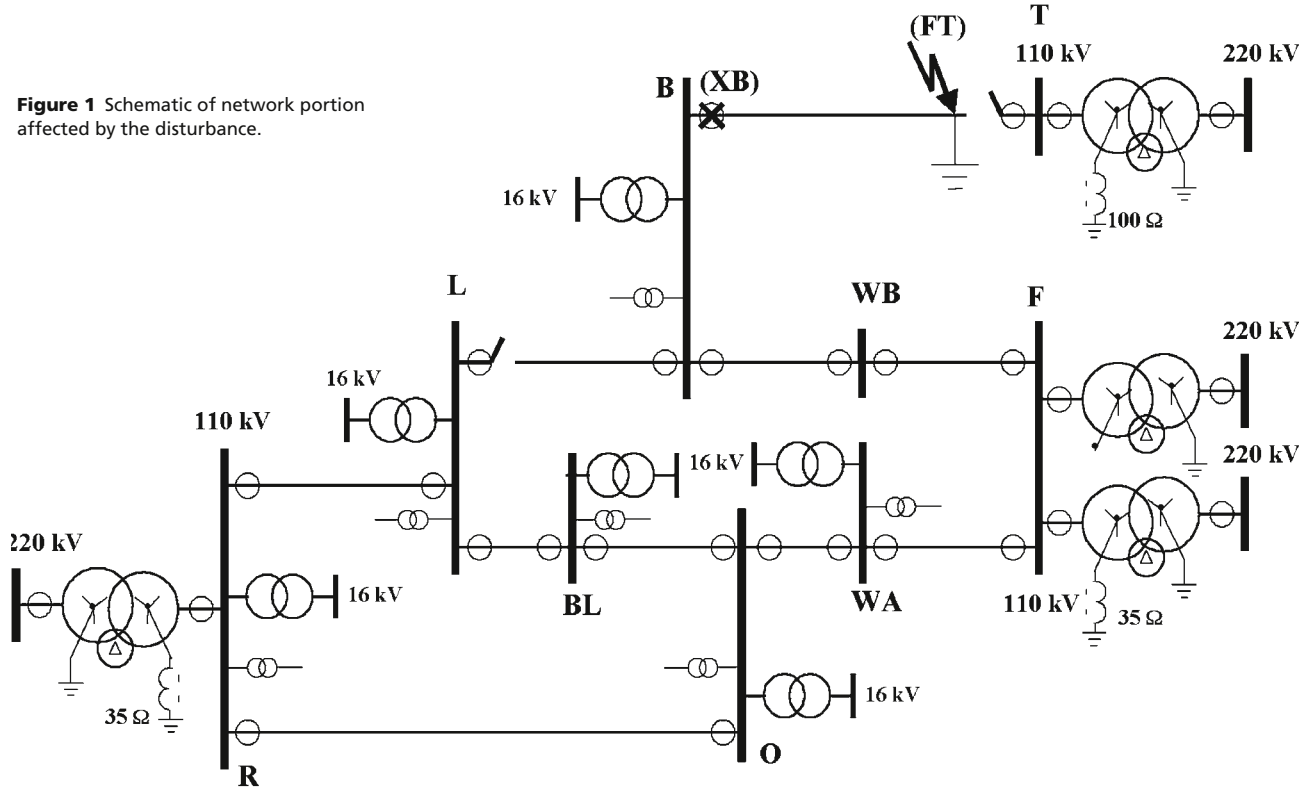 Figure 1 Schematic of network portion
affected by the disturbance.
(FT)
T
110 kV
220 kV
B
(XB)
16 kV
100 Ω
Δ
L
WB
F
220 kV
16 kV
110 kV
Δ
16 kV
220 kV
220 kV
16 kV
Δ
BL
WA
110 kV
35 Ω
Δ
35 Ω
16 kV
R
O